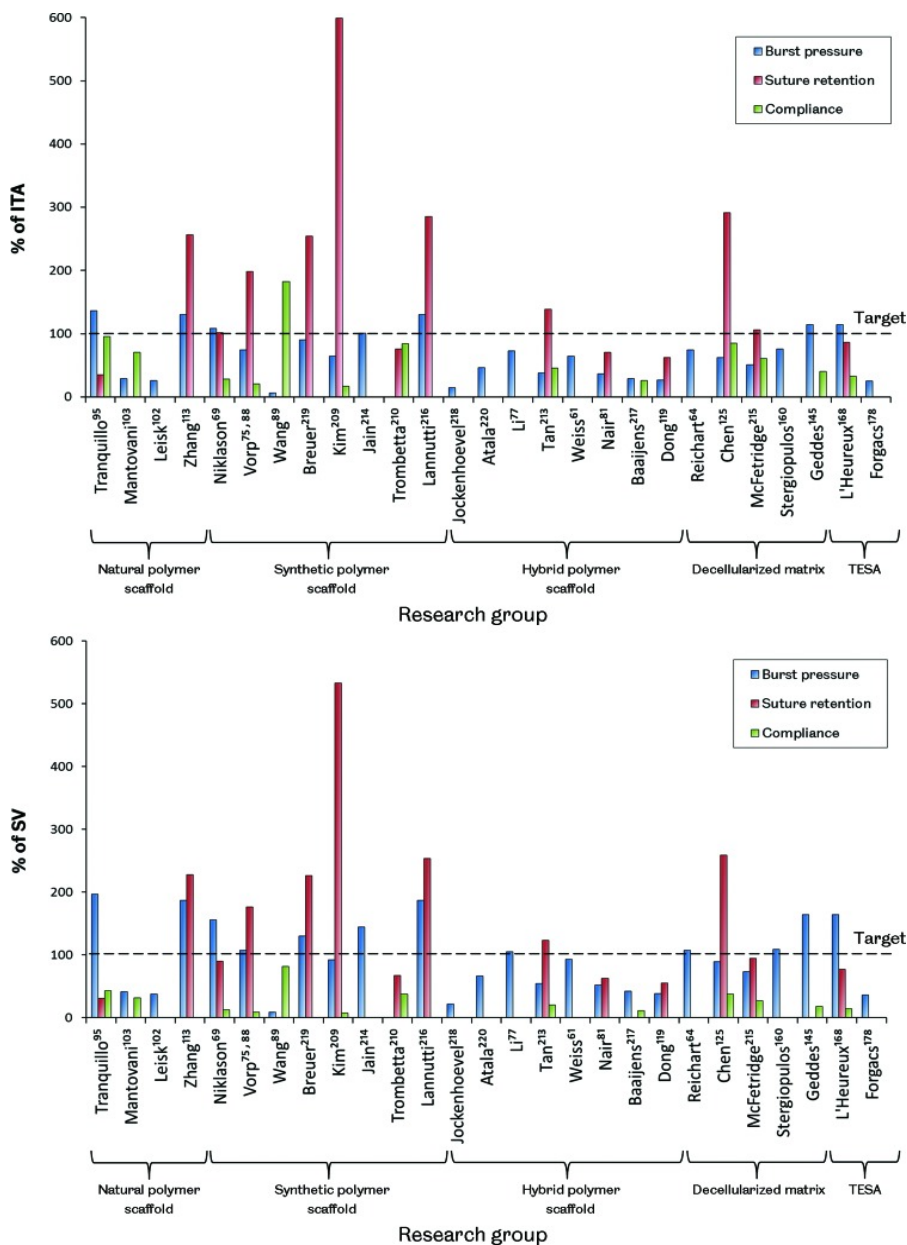 600
500
400
300
200
100
0
% of ITA
Burst pressure
Suture retention
Compliance
Target
Tranquillo95
Mantovani103
Leisk102
Zhang113
Niklason69
Vorp75, 88
Wang89
Breuer219
Kim209
Jain214
Trombetta210
Lannutti216
Jockenhoevel218
Atala220
Li77
Tan213
Weiss61
Nair81
Baaijens217
Dong119
Reichart64
Chen125
McFetridge215
Stergiopulos160
Geddes145
L'Heureux168
Forgacs178
Natural polymer scaffold
Synthetic polymer scaffold
Hybrid polymer scaffold
Decellularized matrix
TESA
Research group
600
500
400
300
200
100
0
% of SV
Burst pressure
Suture retention
Compliance
Target
Tranquillo95
Mantovani103
Leisk102
Zhang113
Niklason69
Vorp75, 88
Wang89
Breuer219
Kim209
Jain214
Trombetta210
Lannutti216
Jockenhoevel218
Atala220
Li77
Tan213
Weiss61
Nair81
Baaijens217
Dong119
Reichart64
Chen125
McFetridge215
Stergiopulos160
Geddes145
L'Heureux168
Forgacs178
Natural polymer scaffold
Synthetic polymer scaffold
Hybrid polymer scaffold
Decellularized matrix
TESA
Research group